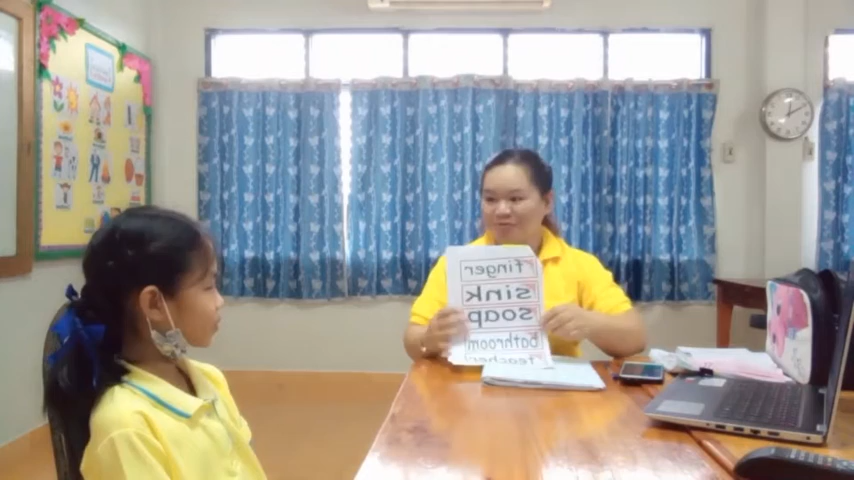 finger
sink
soap
bathroom
teacher